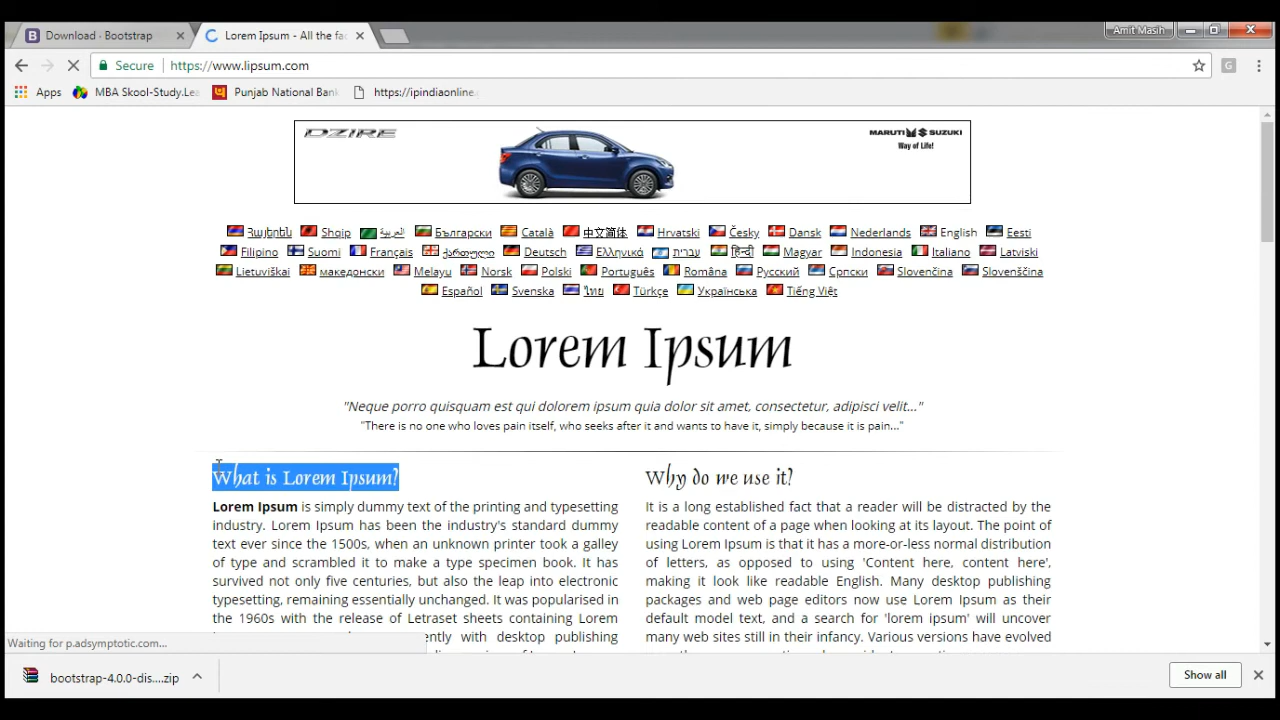 Download - Bootstrap
Lorem Ipsum - All the fac
Amit Masih
Secure
https://www.lipsum.com
Apps
MBA Skool-Study.Lea
Punjab National Bank
https://ipindiaonline.g
DZIRE
MARUTI SUZUKI
Way of Life!
Հայերեն Shqip العربية Български Català 中文简体 Hrvatski Česky Dansk Nederlands English Eesti
Filipino Suomi Français ქართული Deutsch Ελληνικά עברית हिन्दी Magyar Indonesia Italiano Latviski
Lietuviškai македонски Melayu Norsk Polski Português Româna Русский Српски Slovenčina Slovenščina
Español Svenska ไทย Türkçe Українська Tiếng Việt
Lorem Ipsum
"Neque porro quisquam est qui dolorem ipsum quia dolor sit amet, consectetur, adipisci velit..."
"There is no one who loves pain itself, who seeks after it and wants to have it, simply because it is pain..."
What is Lorem Ipsum?
Lorem Ipsum is simply dummy text of the printing and typesetting
industry. Lorem Ipsum has been the industry's standard dummy
text ever since the 1500s, when an unknown printer took a galley
of type and scrambled it to make a type specimen book. It has
survived not only five centuries, but also the leap into electronic
typesetting, remaining essentially unchanged. It was popularised in
the 1960s with the release of Letraset sheets containing Lorem
ently with desktop publishing
Why do we use it?
It is a long established fact that a reader will be distracted by the
readable content of a page when looking at its layout. The point of
using Lorem Ipsum is that it has a more-or-less normal distribution
of letters, as opposed to using 'Content here, content here',
making it look like readable English. Many desktop publishing
packages and web page editors now use Lorem Ipsum as their
default model text, and a search for 'lorem ipsum' will uncover
many web sites still in their infancy. Various versions have evolved
Waiting for p.adsymptotic.com...
bootstrap-4.0.0-dis....zip
Show all